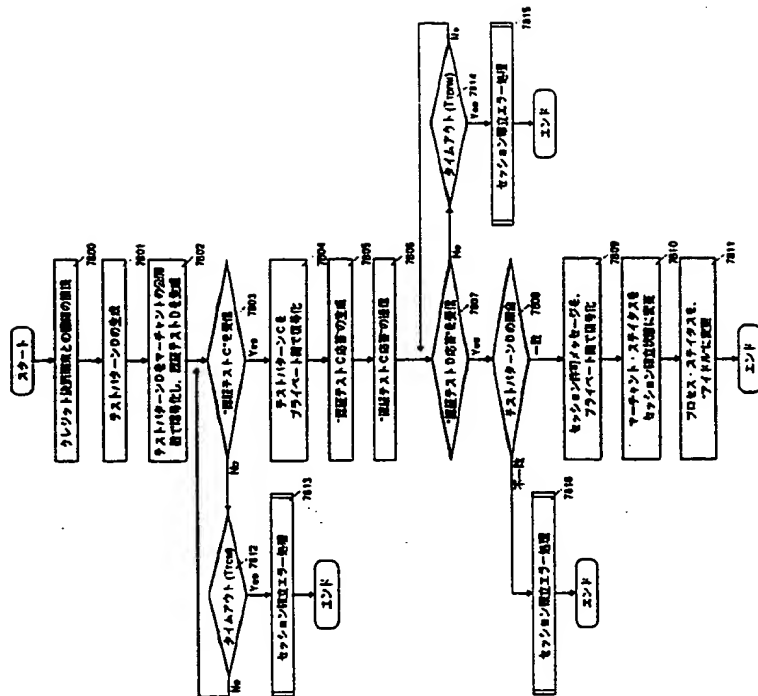 スタート
クレジット決済端末との回線の接続
7800
テストパターンDの生成
7801
テストパターンDをマーチャントの公開
鍵で暗号化し、認証テストDを生成
7802
"認証テストC"を受信
7803
Yes
No
テストパターンCを
プライベート鍵で復号化
7804
"認証テストC応答"の生成
7805
"認証テストC応答"の送信
7806
"認証テストD応答"を受信
7807
Yes
No
テストパターンDの照合
7808
一致
不一致
セッション許可メッセージを、
プライベート鍵で復号化
7809
マーチャント・ステイタスを
セッション確立状態に変更
7810
プロセス・ステイタスを、
"アイドル"に変更
7811
エンド
タイムアウト
7812
Yes
No
セッション確立エラー処理
7813
エンド
タイムアウト
7814
Yes
No
セッション確立エラー処理
7815
エンド
セッション確立エラー処理
7816
エンド